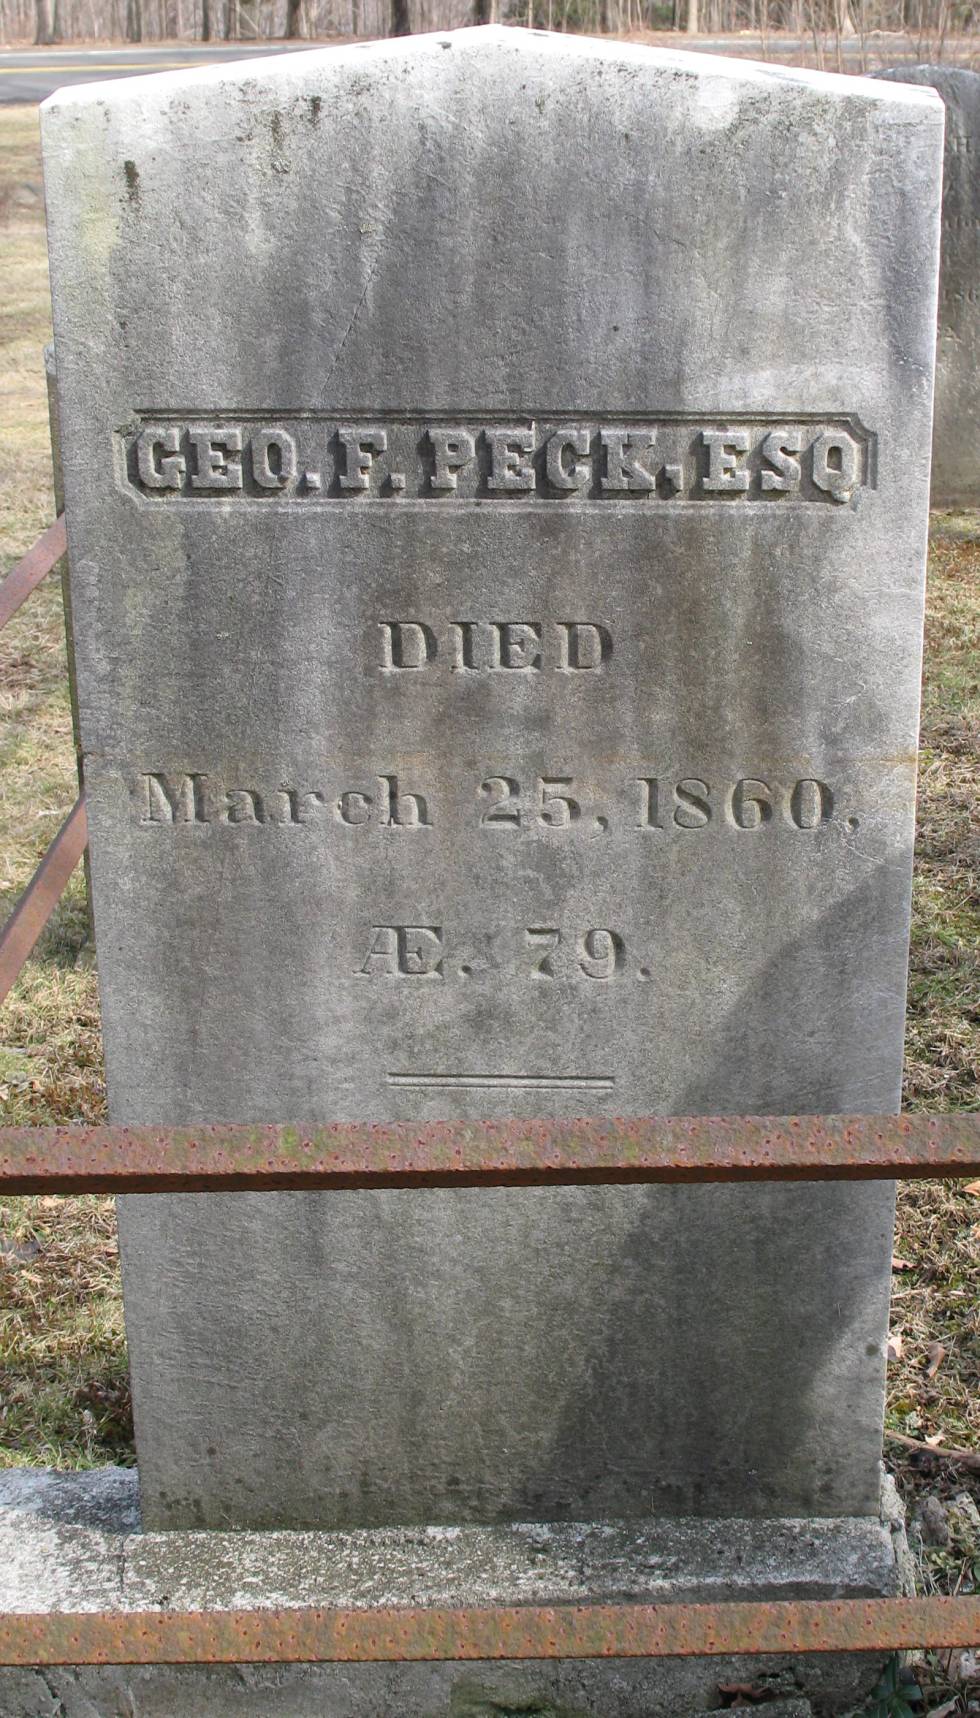 GEO. F. PECK, ESQ
DIED
March 25, 1860.
Æ. 79.